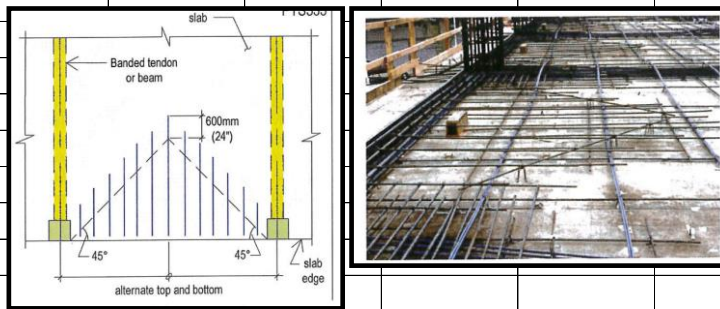 slab
Banded tendon
or beam
600mm
(24")
45°
45°
slab
edge
alternate top and bottom